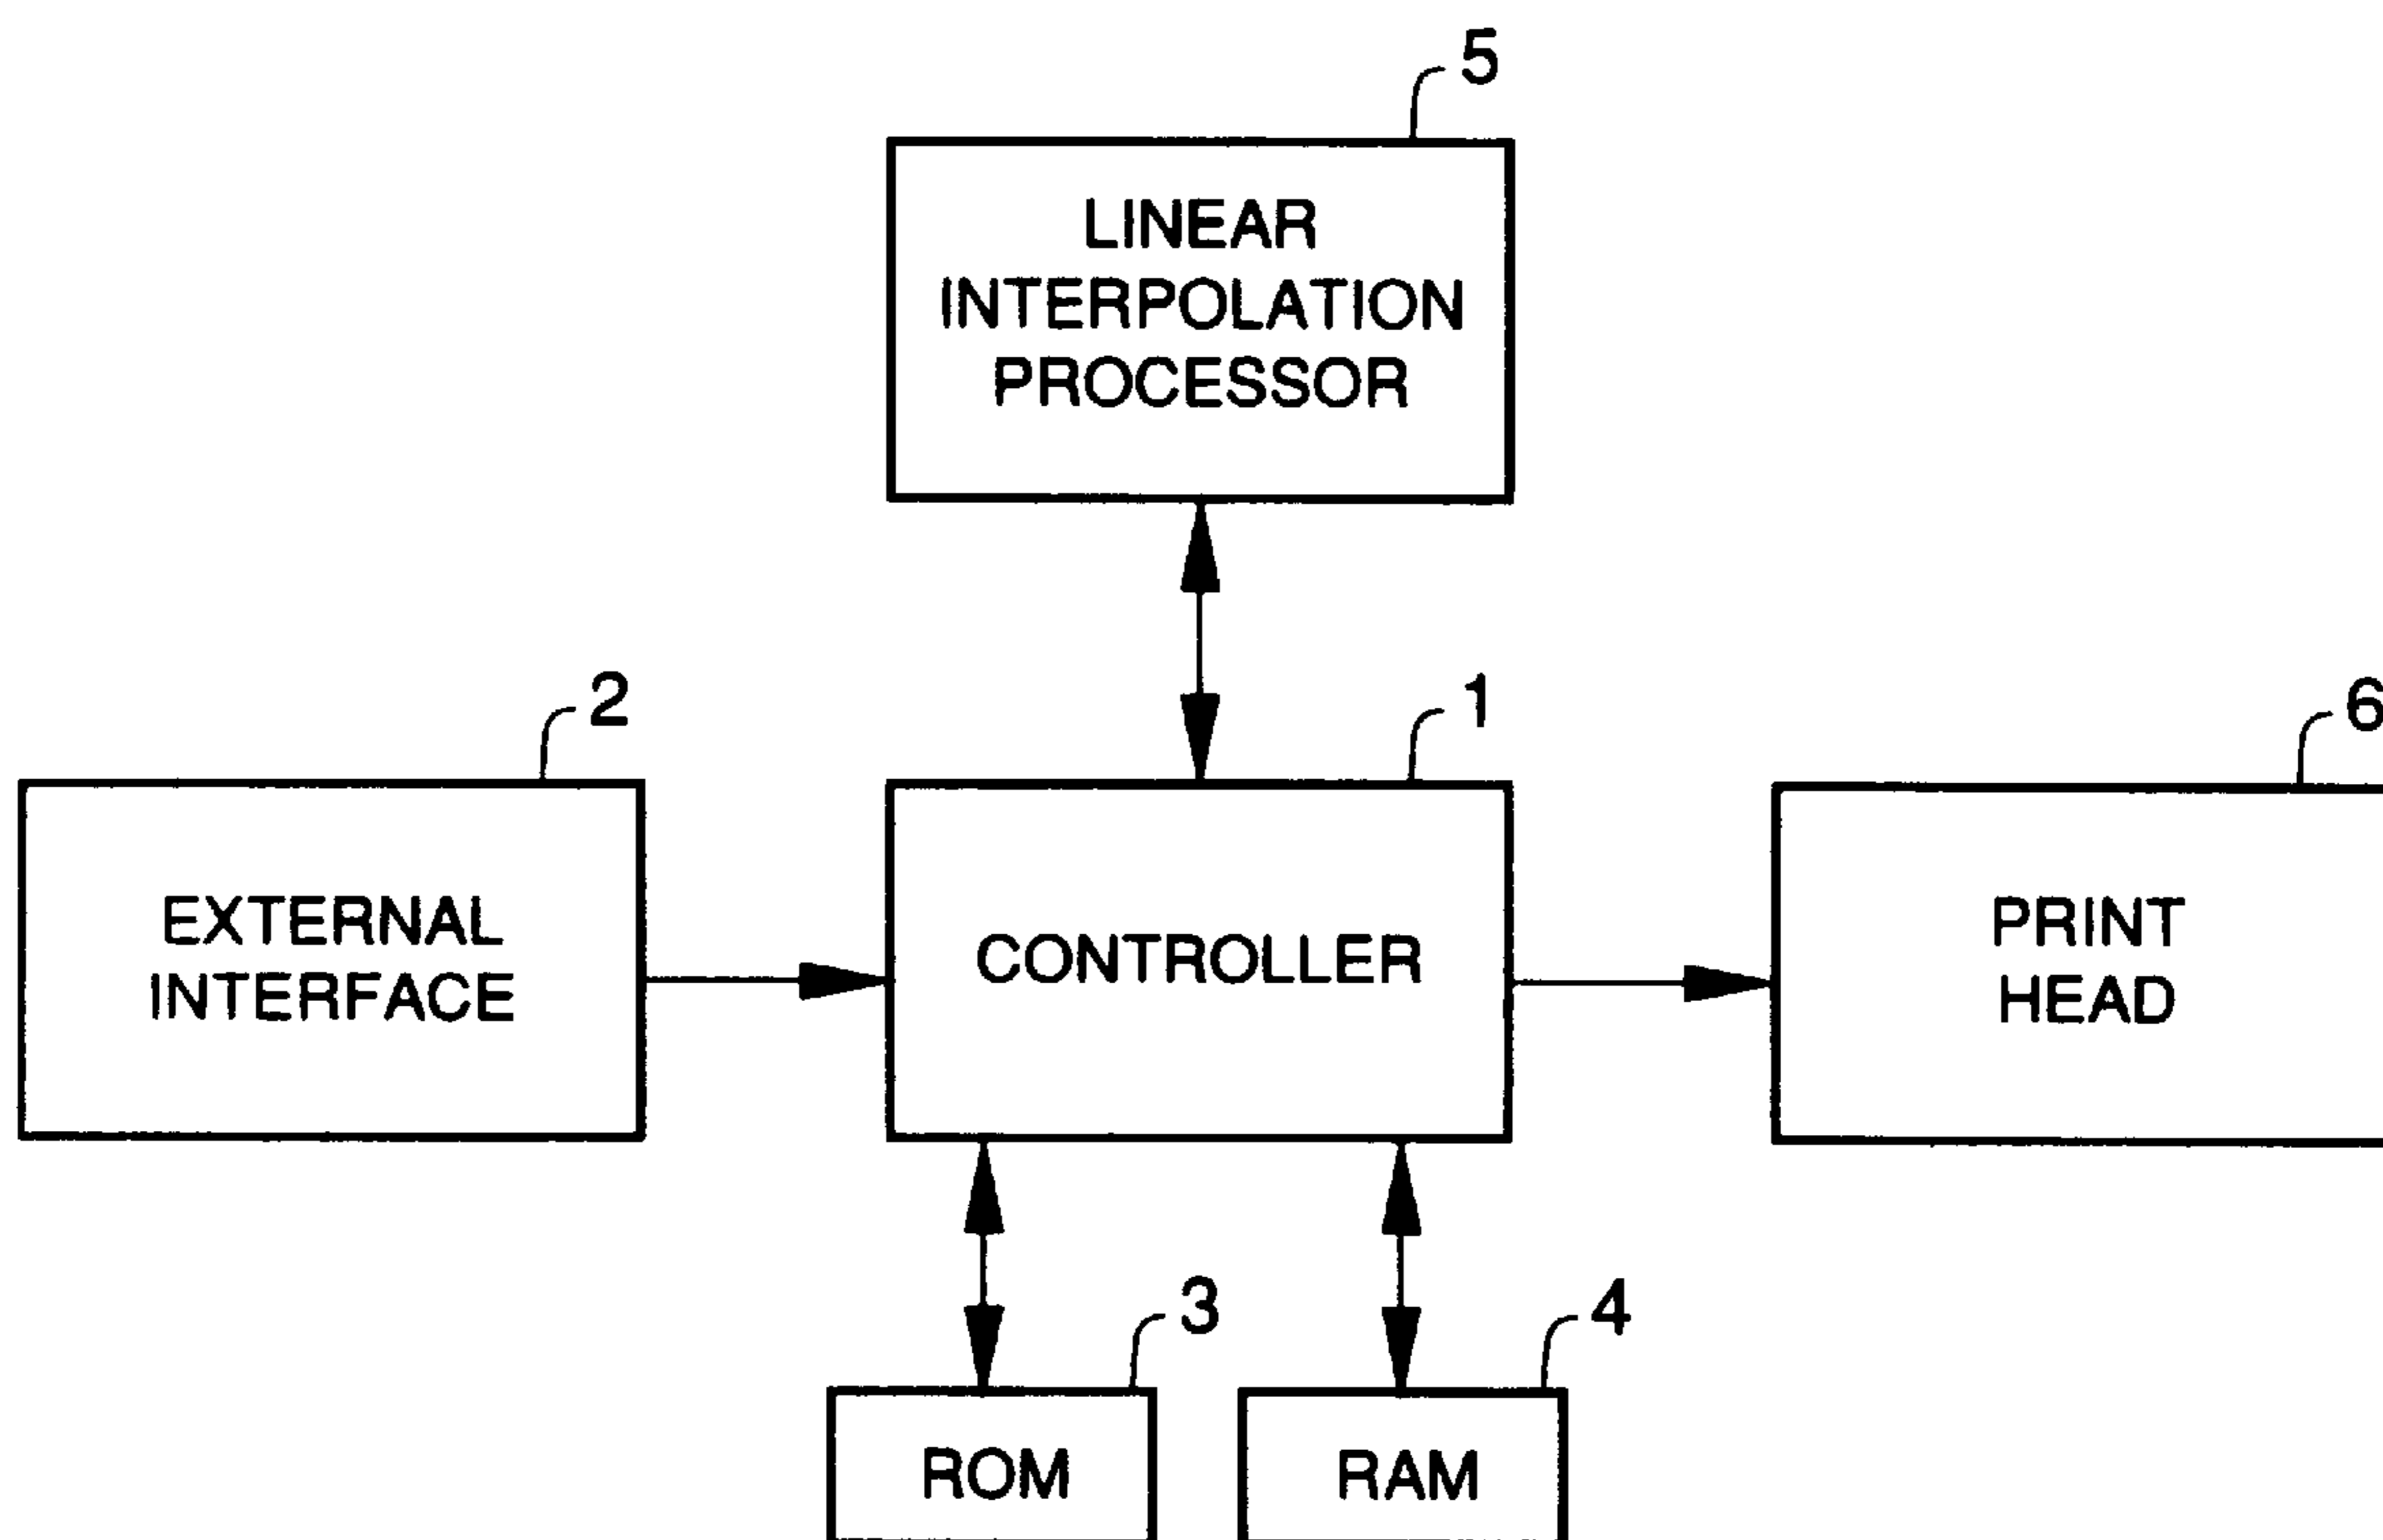 5
LINEAR
INTERPOLATION
PROCESSOR
2
1
6
EXTERNAL
INTERFACE
CONTROLLER
PRINT
HEAD
3
4
ROM
RAM